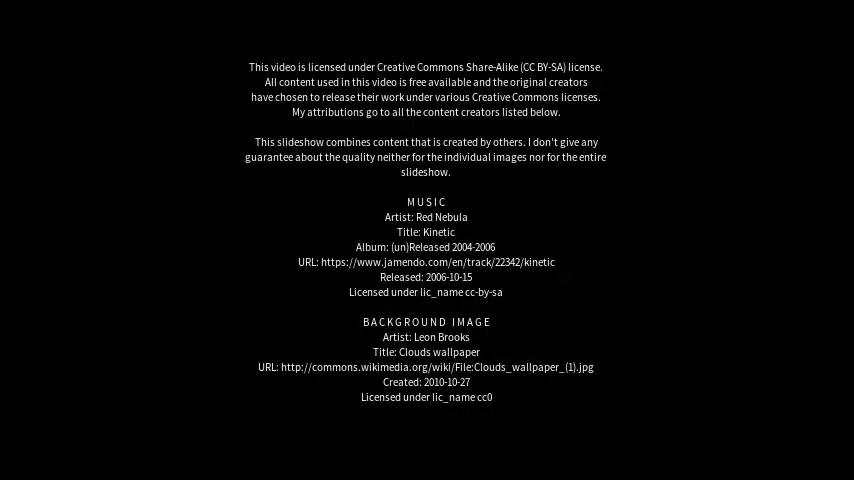 This video is licensed under Creative Commons Share-Alike (CC BY-SA) license.
All content used in this video is free available and the original creators
have chosen to release their work under various Creative Commons licenses.
My attributions go to all the content creators listed below.
This slideshow combines content that is created by others. I don't give any
guarantee about the quality neither for the individual images nor for the entire
slideshow.
MUSIC
Artist: Red Nebula
Title: Kinetic
Album: (un)Released 2004-2006
URL: https://www.jamendo.com/en/track/22342/kinetic
Released: 2006-10-15
Licensed under lic_name cc-by-sa
BACKGROUND IMAGE
Artist: Leon Brooks
Title: Clouds wallpaper
URL: http://commons.wikimedia.org/wiki/File:Clouds_wallpaper_(1).jpg
Created: 2010-10-27
Licensed under lic_name cc0